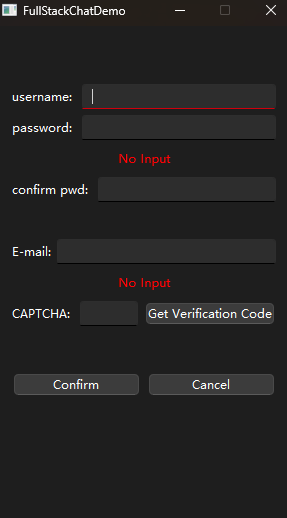 FullStackChatDemo
username:
password:
No Input
confirm pwd:
E-mail:
No Input
CAPTCHA: Get Verification Code
Confirm Cancel